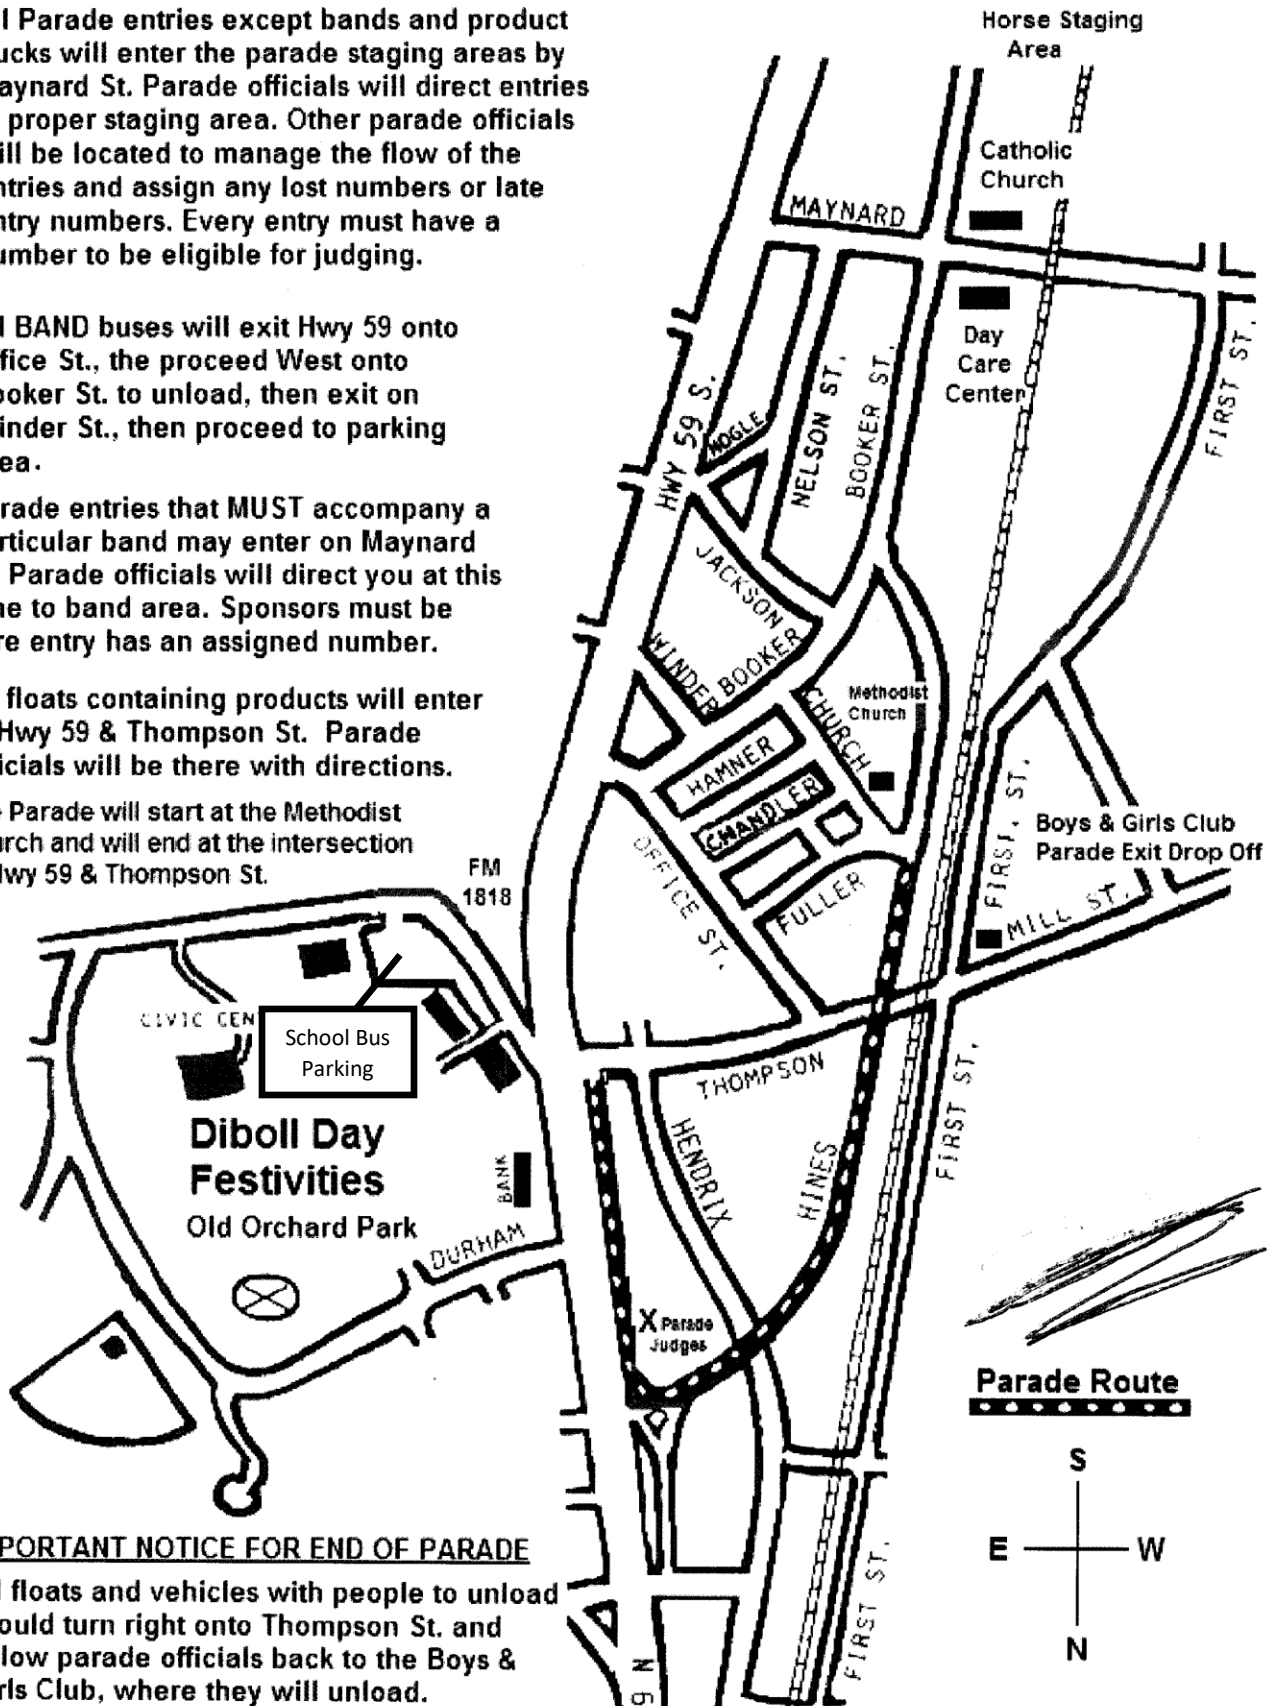 l Parade entries except bands and product
ucks will enter the parade staging areas by
aynard St. Parade officials will direct entries
proper staging area. Other parade officials
ill be located to manage the flow of the
ntries and assign any lost numbers or late
ntry numbers. Every entry must have a
umber to be eligible for judging.
l BAND buses will exit Hwy 59 onto
ffice St., the proceed West onto
ooker St. to unload, then exit on
inder St., then proceed to parking
ea.
rade entries that MUST accompany a
rticular band may enter on Maynard
Parade officials will direct you at this
ne to band area. Sponsors must be
re entry has an assigned number.
floats containing products will enter
Hwy 59 & Thompson St. Parade
icials will be there with directions.
e Parade will start at the Methodist
urch and will end at the intersection
Hwy 59 & Thompson St.
Horse Staging
Area
Catholic
Church
MAYNARD
Day
Care
Center
FIRST ST.
HWY 59 S.
MOGLE
NELSON ST.
BOOKER ST.
JACKSON
WINDER
BOOKER
CHURCH
Methodist
Church
HAMNER
CHANDLER
OFFICE ST.
FULLER
FIRST, ST.
Boys & Girls Club
Parade Exit Drop Off
MILL ST.
FM
1818
CIVIC CEN
School Bus
Parking
THOMPSON
HENDRIX
HINES
FIRST ST.
Diboll Day
Festivities
Old Orchard Park
BANK
DURHAM
X Parade
Judges
Parade Route
S
E W
N
FIRST ST.
9 N
PORTANT NOTICE FOR END OF PARADE
l floats and vehicles with people to unload
ould turn right onto Thompson St. and
low parade officials back to the Boys &
rls Club, where they will unload.